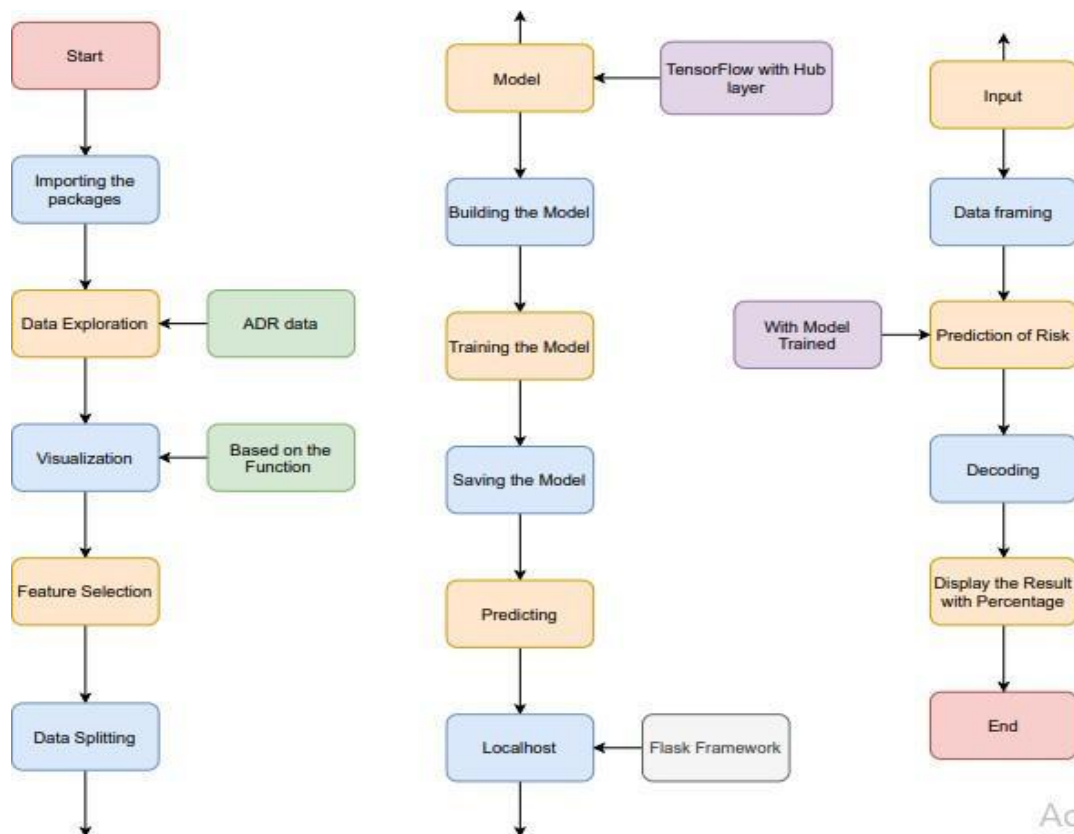 Start
Importing the
packages
Data Exploration
ADR data
Visualization
Based on the
Function
Feature Selection
Data Splitting
Model
TensorFlow with Hub
layer
Building the Model
Training the Model
Saving the Model
Predicting
Localhost
Flask Framework
Input
Data framing
With Model
Trained
Prediction of Risk
Decoding
Display the Result
with Percentage
End
Ac